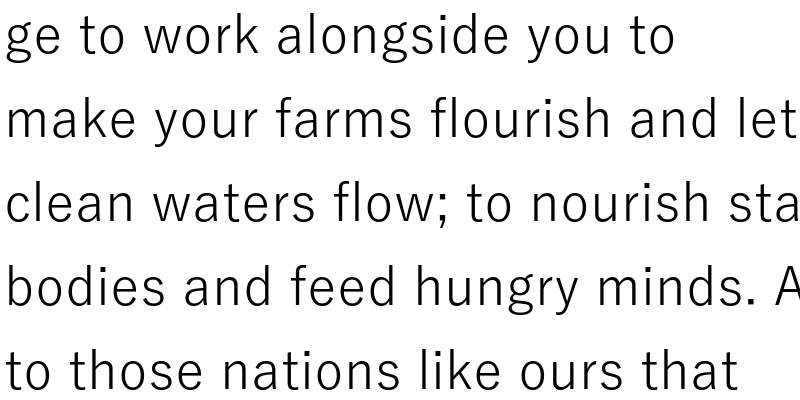 ge to work alongside you to
make your farms flourish and let
clean waters flow; to nourish sta
bodies and feed hungry minds. A
to those nations like ours that